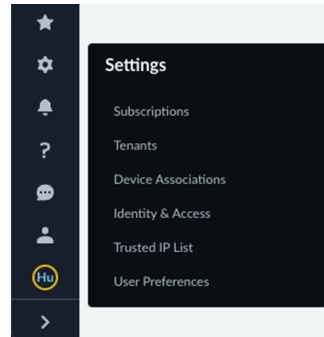 Settings
Subscriptions
Tenants
Device Associations
Identity & Access
Trusted IP List
User Preferences
?
Hu